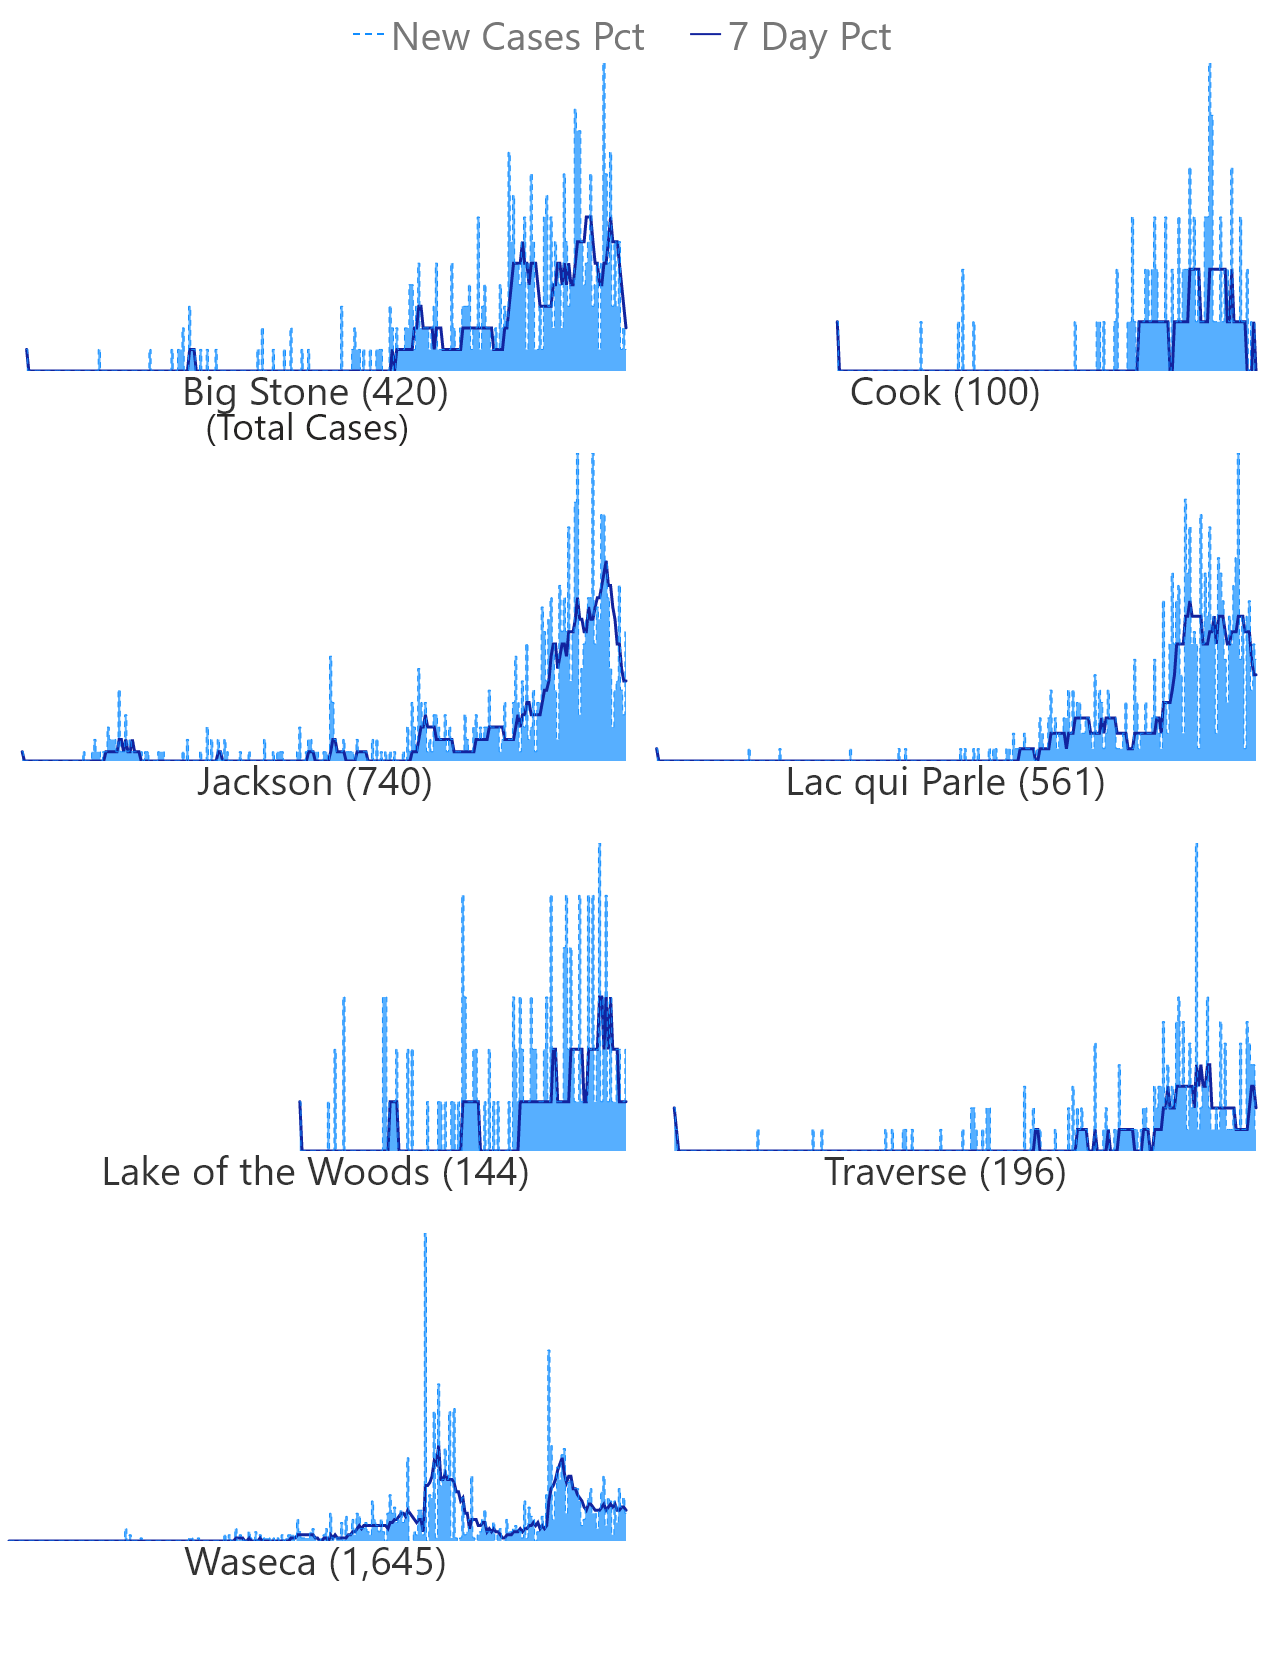 New Cases Pct 7 Day Pct
Big Stone (420)
(Total Cases)
Cook (100)
Jackson (740)
Lac qui Parle (561)
Lake of the Woods (144)
Traverse (196)
Waseca (1,645)